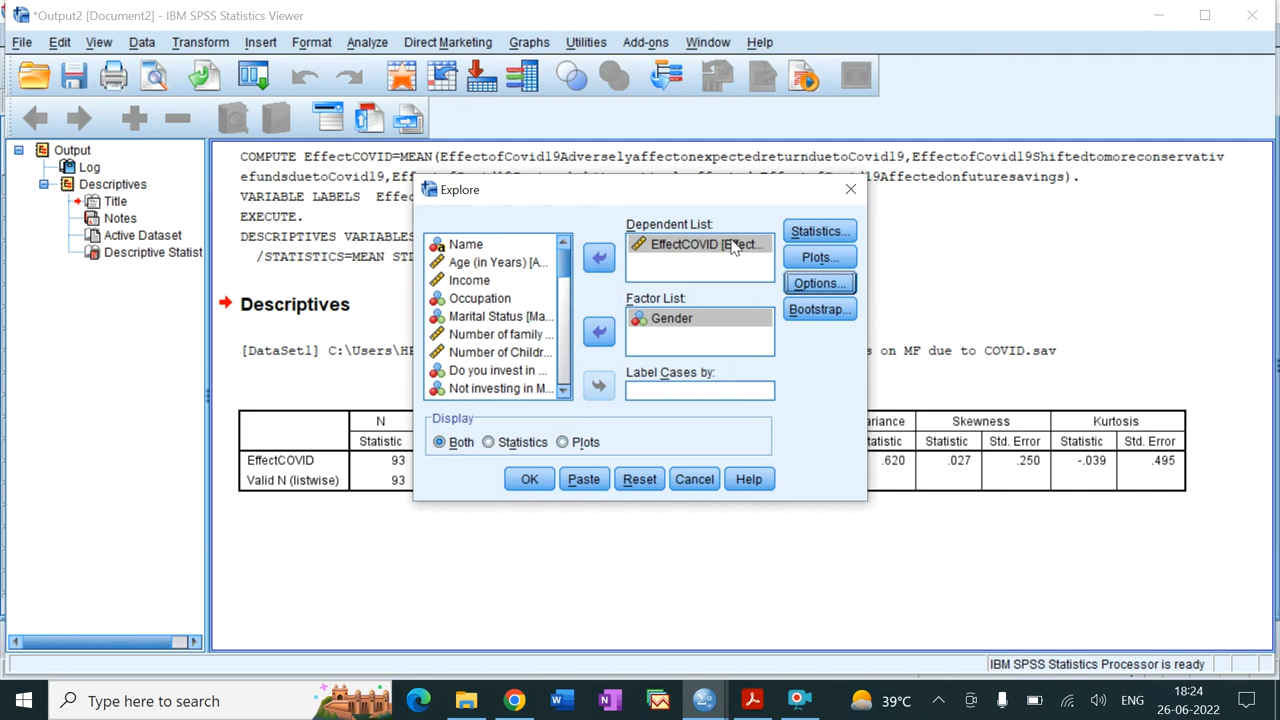 *Output2 [Document2] - IBM SPSS Statistics Viewer
File Edit View Data Transform Insert Format Analyze Direct Marketing Graphs Utilities Add-ons Window Help
Output
Log
Descriptives
Title
Notes
Active Dataset
Descriptive Statist
COMPUTE EffectCOVID=MEAN(EffectofCovid19AdverselyaffectonexpectedreturnduetoCovid19,EffectofCovid19Shiftedtomoreconservativ
efundsduetoCovid19,
EffectofCovid19Affectedonfuturesavings).
VARIABLE LABELS Effe
EXECUTE.
DESCRIPTIVES VARIABLES
/STATISTICS=MEAN ST
Descriptives
[DataSet1] C:\Users\H
s on MF due to COVID.sav
N ariance Skewness Kurtosis
Statistic tatistic Statistic Std. Error Statistic Std. Error
EffectCOVID 93 .620 .027 .250 -.039 .495
Valid N (listwise) 93
Explore
Name
Age (in Years) [A...
Income
Occupation
Marital Status [Ma...
Number of family ...
Number of Childr...
Do you invest in ...
Not investing in M...
Dependent List:
EffectCOVID [Effect...
Factor List:
Gender
Label Cases by:
Statistics...
Plots...
Options...
Bootstrap...
Display
Both Statistics Plots
OK Paste Reset Cancel Help
IBM SPSS Statistics Processor is ready
Type here to search
39°C
ENG
18:24
26-06-2022